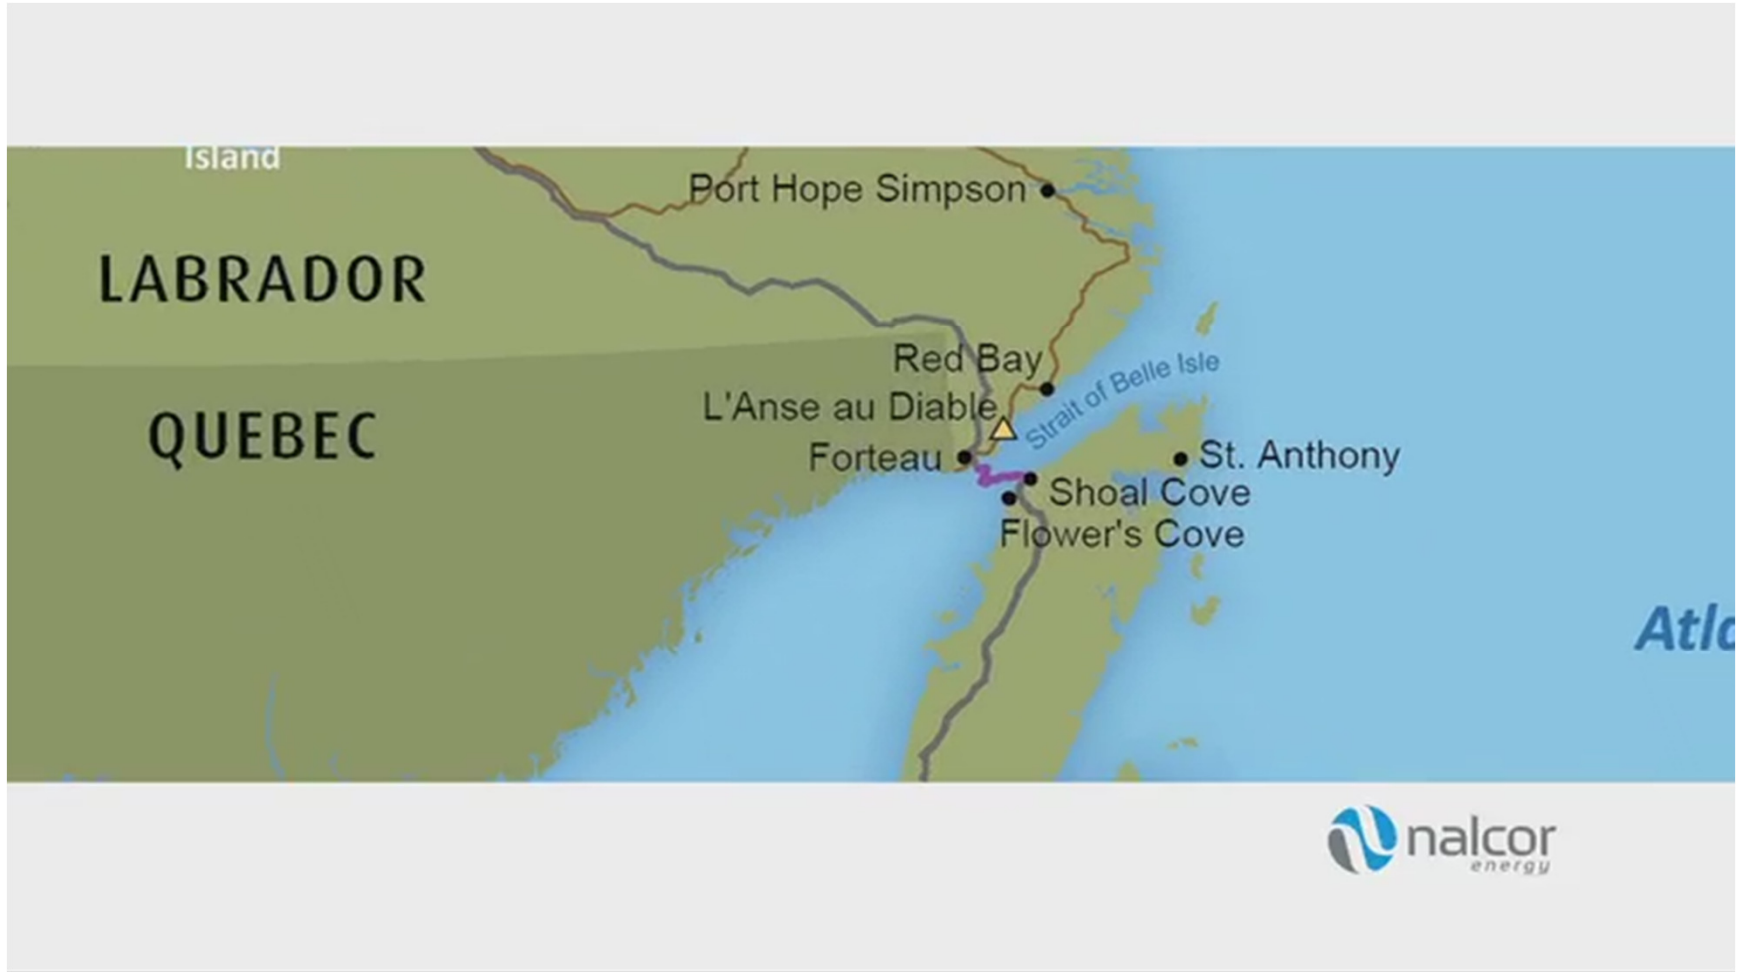 Island
Port Hope Simpson
LABRADOR
Red Bay
Strait of Belle Isle
L'Anse au Diable
QUEBEC
Forteau
St. Anthony
Shoal Cove
Flower's Cove
nalcor
energy